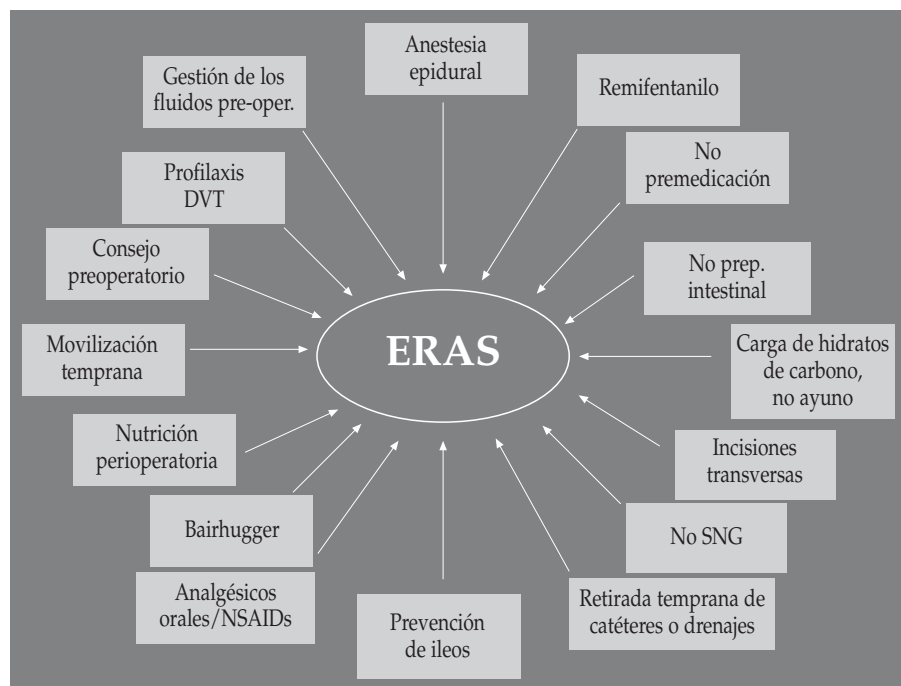 Anestesia
epidural
Gestión de los
fluidos pre-oper.
Remifentanilo
No
premedicación
Profilaxis
DVT
Consejo
preoperatorio
No prep.
intestinal
ERAS
Movilización
temprana
Carga de hidratos
de carbono,
no ayuno
Nutrición
perioperatoria
Incisiones
transversas
Bairhugger
No SNG
Analgésicos
orales/NSAIDs
Prevención
de ileos
Retirada temprana de
catéteres o drenajes